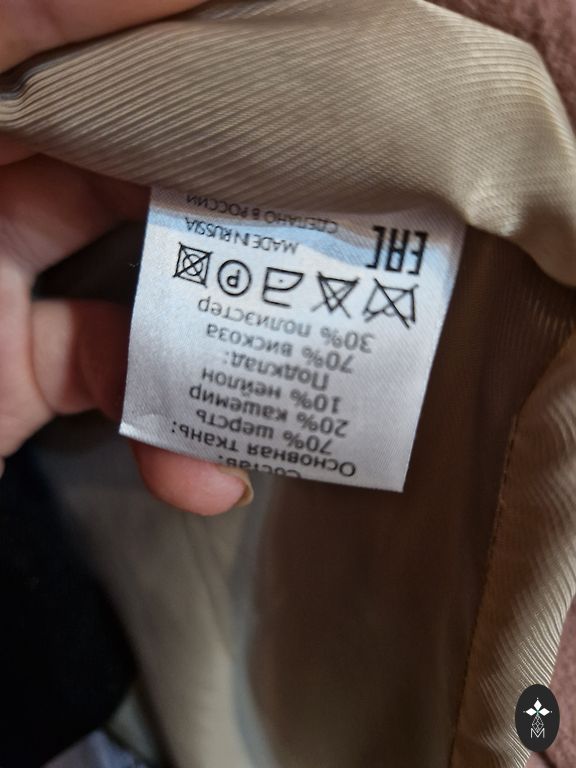 Состав:
Основная ткань:
70% шерсть
20% кашемир
10% нейлон
Подклад:
70% вискоза
30% полиэстер
P
MADE IN RUSSIA
СДЕЛАНО В РОССИИ
EAC
M